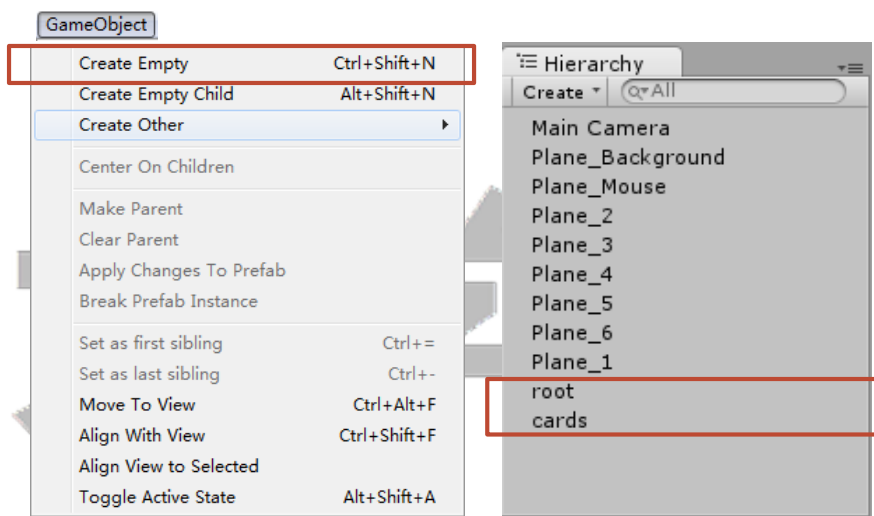 GameObject
Create Empty Ctrl+Shift+N
Create Empty Child Alt+Shift+N
Create Other
Center On Children
Make Parent
Clear Parent
Apply Changes To Prefab
Break Prefab Instance
Set as first sibling Ctrl+=
Set as last sibling Ctrl+-
Move To View Ctrl+Alt+F
Align With View Ctrl+Shift+F
Align View to Selected
Toggle Active State Alt+Shift+A
Hierarchy
Create All
Main Camera
Plane_Background
Plane_Mouse
Plane_2
Plane_3
Plane_4
Plane_5
Plane_6
Plane_1
root
cards